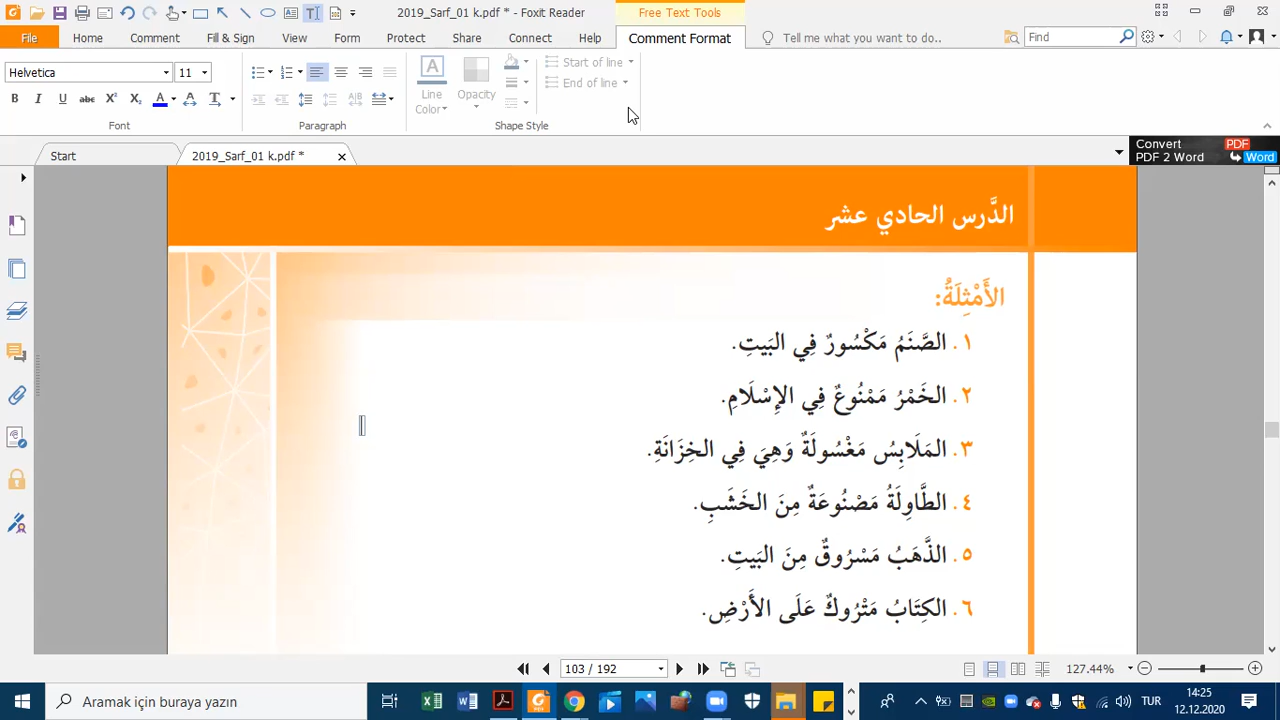 2019_Sarf_01 k.pdf * - Foxit Reader
Free Text Tools
File
Home
Comment
Fill & Sign
View
Form
Protect
Share
Connect
Help
Comment Format
Tell me what you want to do..
Find
Helvetica
11
Line Color
Opacity
Start of line
End of line
Font
Paragraph
Shape Style
Start
2019_Sarf_01 k.pdf *
Convert PDF
PDF 2 Word Word
الدَّرس الحادي عشر
الأَمْثِلَةُ:
١. الصَّنَمُ مَكْسُورٌ فِي البَيتِ.
٢. الخَمْرُ مَمْنُوعٌ فِي الإِسْلَامِ.
٣. المَلَابِسُ مَغْسُولَةٌ وَهِيَ فِي الخِزَانَةِ.
٤. الطَّاوِلَةُ مَصْنُوعَةٌ مِنَ الخَشَبِ.
٥. الذَّهَبُ مَسْرُوقٌ مِنَ البَيتِ.
٦. الكِتَابُ مَتْرُوكٌ عَلَى الأَرْضِ.
103 / 192
127.44%
Aramak için buraya yazın
TUR
14:25
12.12.2020